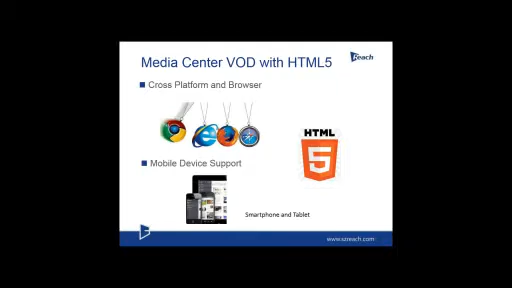 Media Center VOD with HTML5
Reach
Cross Platform and Browser
HTML
5
Mobile Device Support
Smartphone and Tablet
www.szreach.com